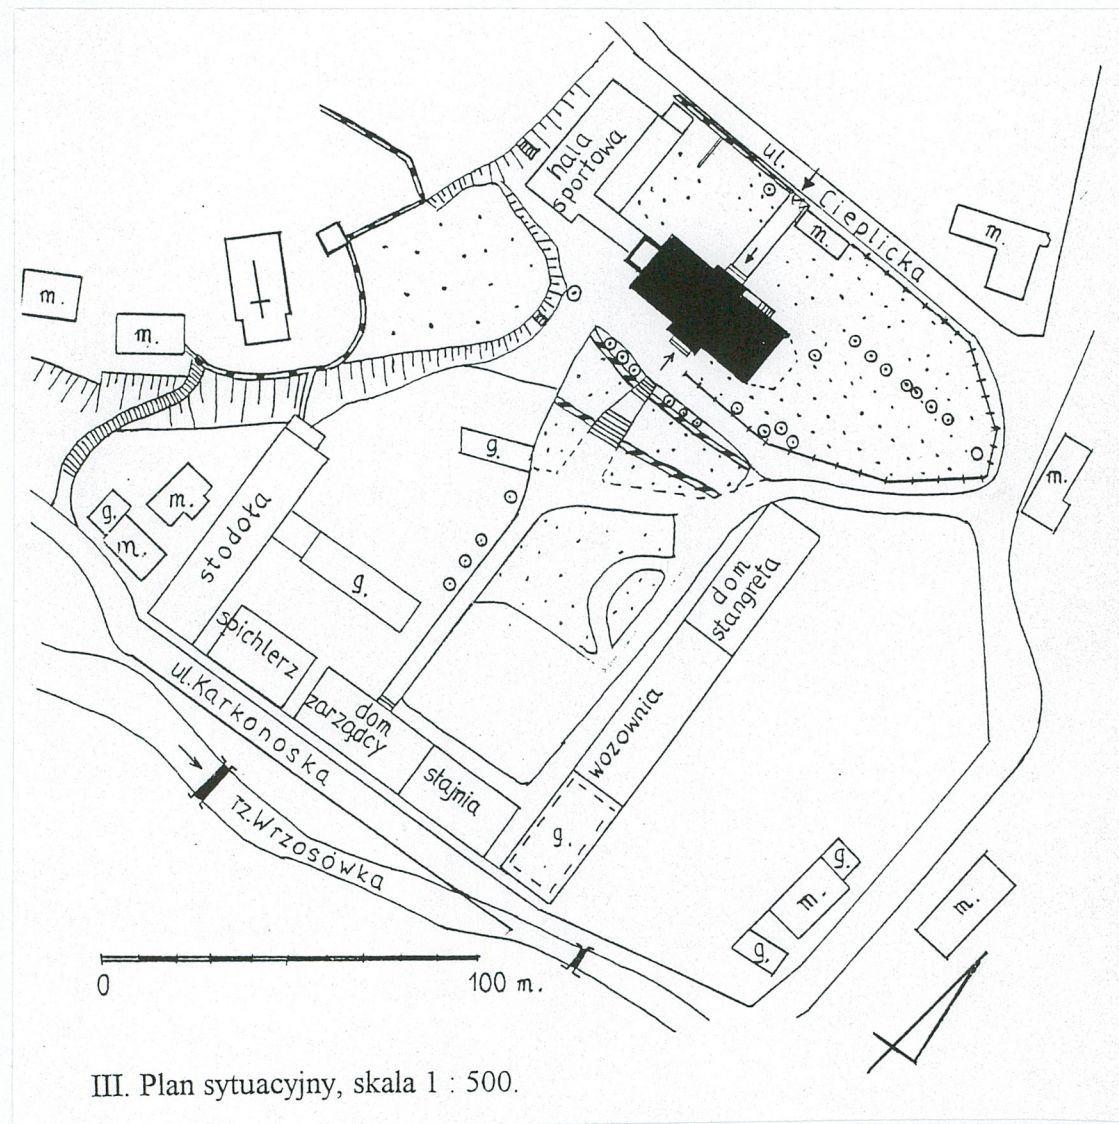 hala
sportowa
ul. Cieplicka
m.
m.
m.
m.
g.
m.
m.
g.
m.
stodoła
g.
dom
stangreta
spichlerz
dom
zarządcy
wozownia
ul. Karkonoska
stajnia
g.
rz. Wrzosówka
g.
m.
g.
m.
0
100 m.
III. Plan sytuacyjny, skala 1 : 500.